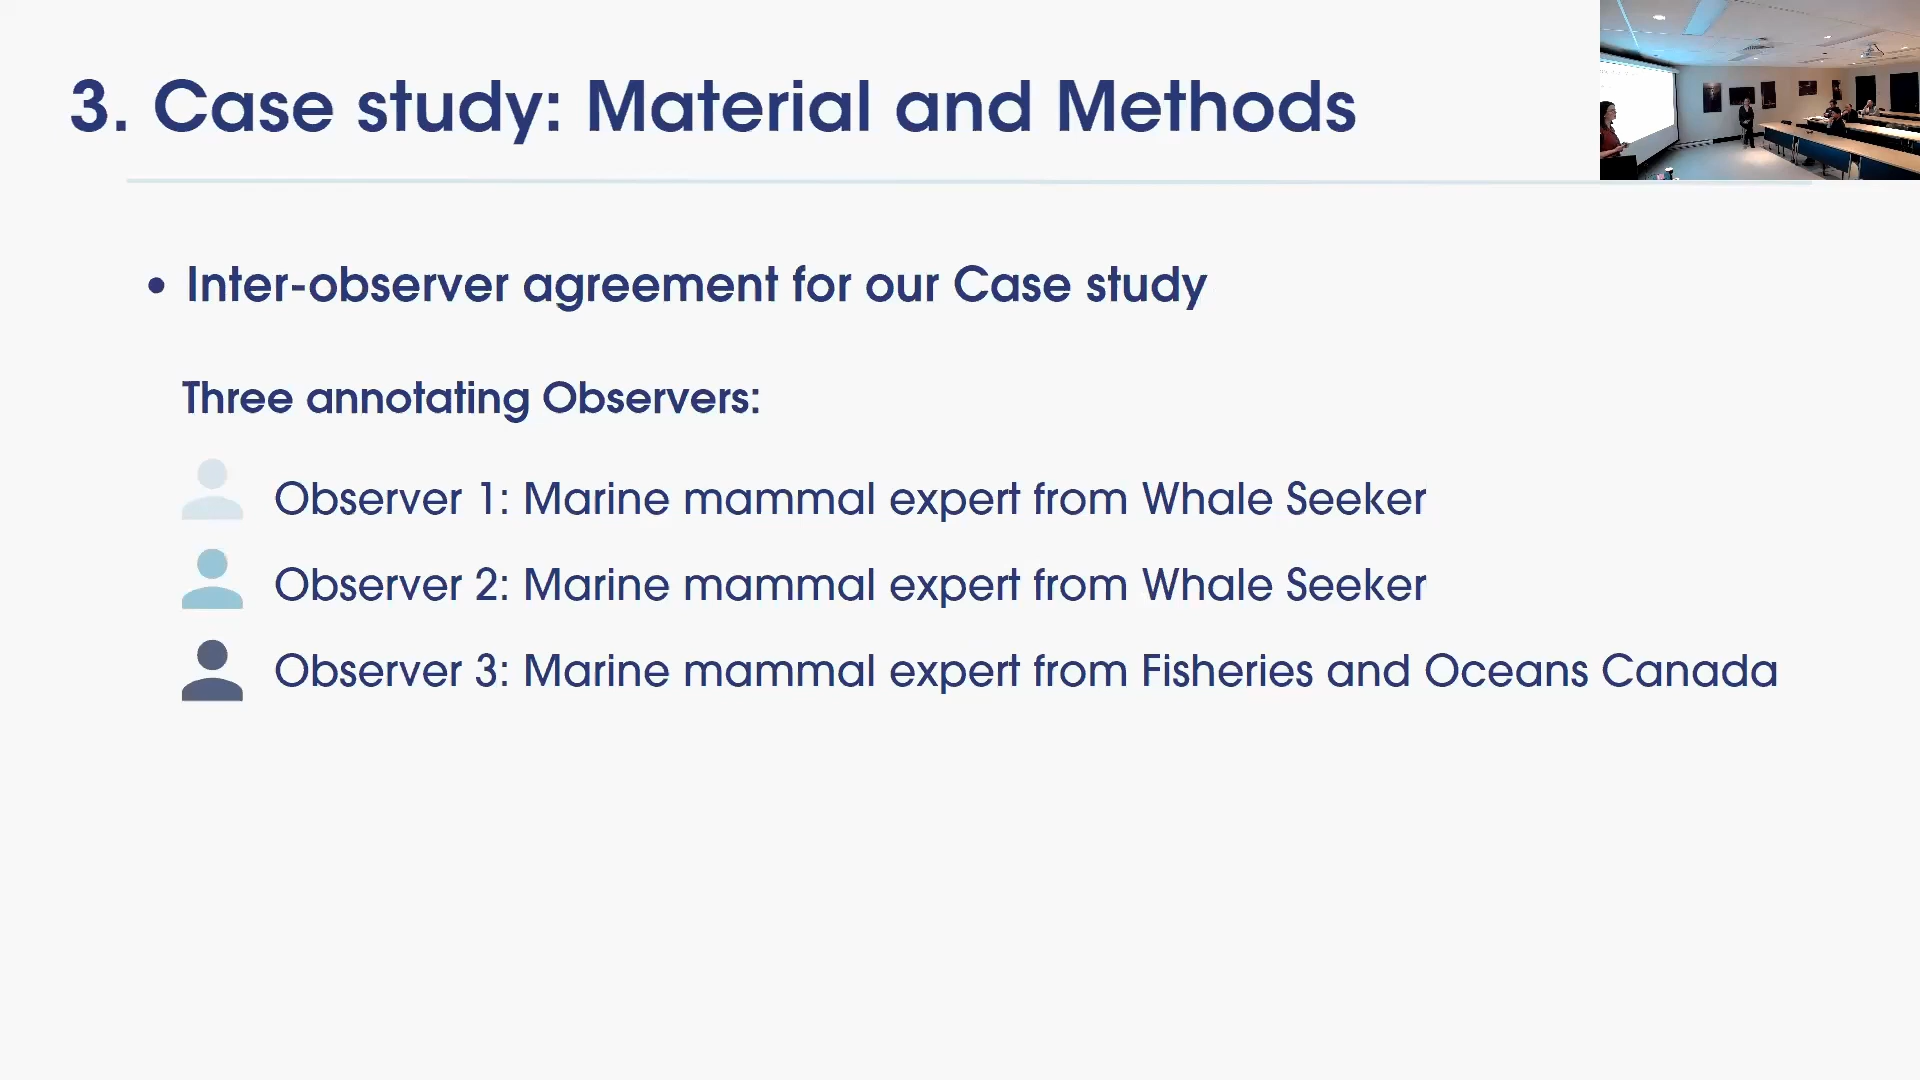 3. Case study: Material and Methods
• Inter-observer agreement for our Case study
Three annotating Observers:
Observer 1: Marine mammal expert from Whale Seeker
Observer 2: Marine mammal expert from Whale Seeker
Observer 3: Marine mammal expert from Fisheries and Oceans Canada